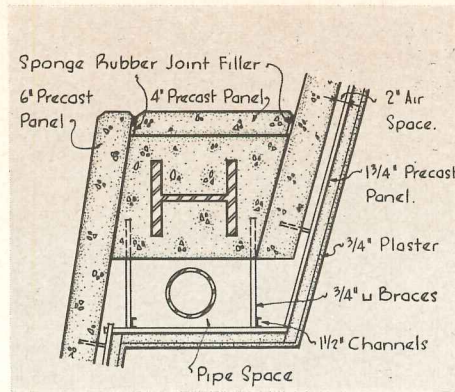 Sponge Rubber Joint Filler
6" Precast
Panel
4" Precast Panel
2" Air
Space.
1 3/4" Precast
Panel.
3/4" Plaster
3/4" ⊔ Braces
1 1/2" Channels
Pipe Space